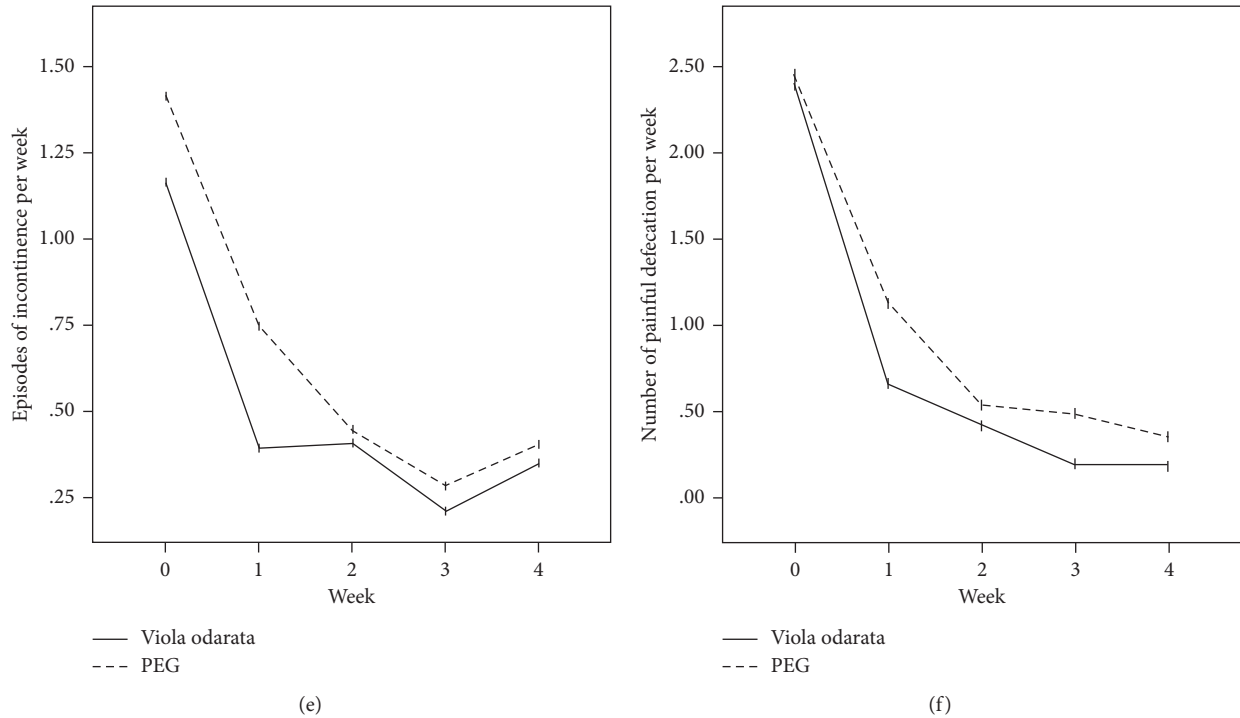 Episodes of incontinence per week
1.50
1.25
1.00
.75
.50
.25
0 1 2 3 4
Week
Viola odarata
PEG
(e)
Number of painful defecation per week
2.50
2.00
1.50
1.00
.50
.00
0 1 2 3 4
Week
Viola odarata
PEG
(f)